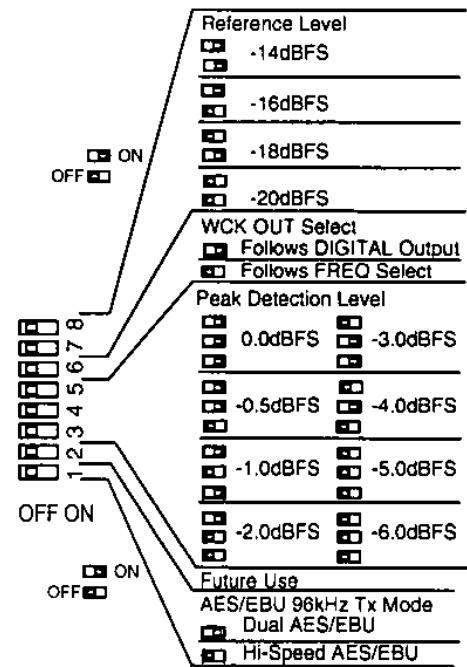 Reference Level
-14dBFS
-16dBFS
-18dBFS
-20dBFS
ON
OFF
WCK OUT Select
Follows DIGITAL Output
Follows FREQ Select
Peak Detection Level
0.0dBFS -3.0dBFS
-0.5dBFS -4.0dBFS
-1.0dBFS -5.0dBFS
-2.0dBFS -6.0dBFS
8
7
6
5
4
3
2
1
OFF ON
ON
OFF
Future Use
AES/EBU 96kHz Tx Mode
Dual AES/EBU
Hi-Speed AES/EBU